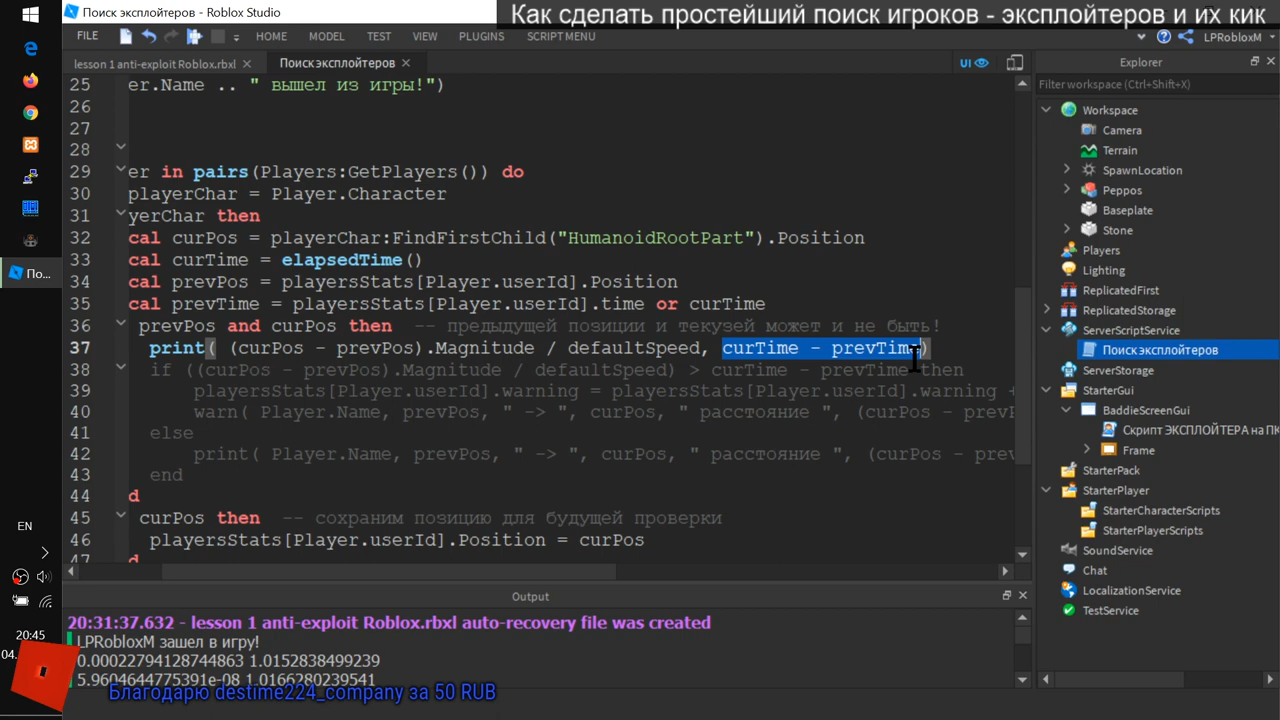 Поиск эксплойтеров - Roblox Studio
Как сделать простейший поиск игроков - эксплойтеров и их кик
FILE HOME MODEL TEST VIEW PLUGINS SCRIPT MENU LPRobloxM
lesson 1 anti-exploit Roblox.rbxl
Поиск эксплойтеров
UI
25 er.Name .. " вышел из игры!")
26
27
28
29 er in pairs(Players:GetPlayers()) do
30 playerChar = Player.Character
31 yerChar then
32 cal curPos = playerChar:FindFirstChild("HumanoidRootPart").Position
33 cal curTime = elapsedTime()
34 cal prevPos = playersStats[Player.userId].Position
35 cal prevTime = playersStats[Player.userId].time or curTime
36 prevPos and curPos then -- предыдущей позиции и текузей может и не быть!
37 print( (curPos - prevPos).Magnitude / defaultSpeed, curTime - prevTime)
38 if ((curPos - prevPos).Magnitude / defaultSpeed) > curTime - prevTime then
39 playersStats[Player.userId].warning = playersStats[Player.userId].warning +
40 warn( Player.Name, prevPos, " -> ", curPos, " расстояние ", (curPos - prevP
41 else
42 print( Player.Name, prevPos, " -> ", curPos, " расстояние ", (curPos - prev
43 end
44 d
45 curPos then -- сохраним позицию для будущей проверки
46 playersStats[Player.userId].Position = curPos
47 d
Explorer
Filter workspace (Ctrl+Shift+X)
Workspace
Camera
Terrain
SpawnLocation
Peppos
Baseplate
Stone
Players
Lighting
ReplicatedFirst
ReplicatedStorage
ServerScriptService
Поиск эксплойтеров
ServerStorage
StarterGui
BaddieScreenGui
Скрипт ЭКСПЛОЙТЕРА на ПК
Frame
StarterPack
StarterPlayer
StarterCharacterScripts
StarterPlayerScripts
SoundService
Chat
LocalizationService
TestService
Output
20:31:37.632 - lesson 1 anti-exploit Roblox.rbxl auto-recovery file was created
LPRobloxM зашел в игру!
0.00022794128744863 1.0152838499239
5.9604644775391e-08 1.0166280239541
Благодарю destime224_company за 50 RUB
По...
EN
20:45
04.